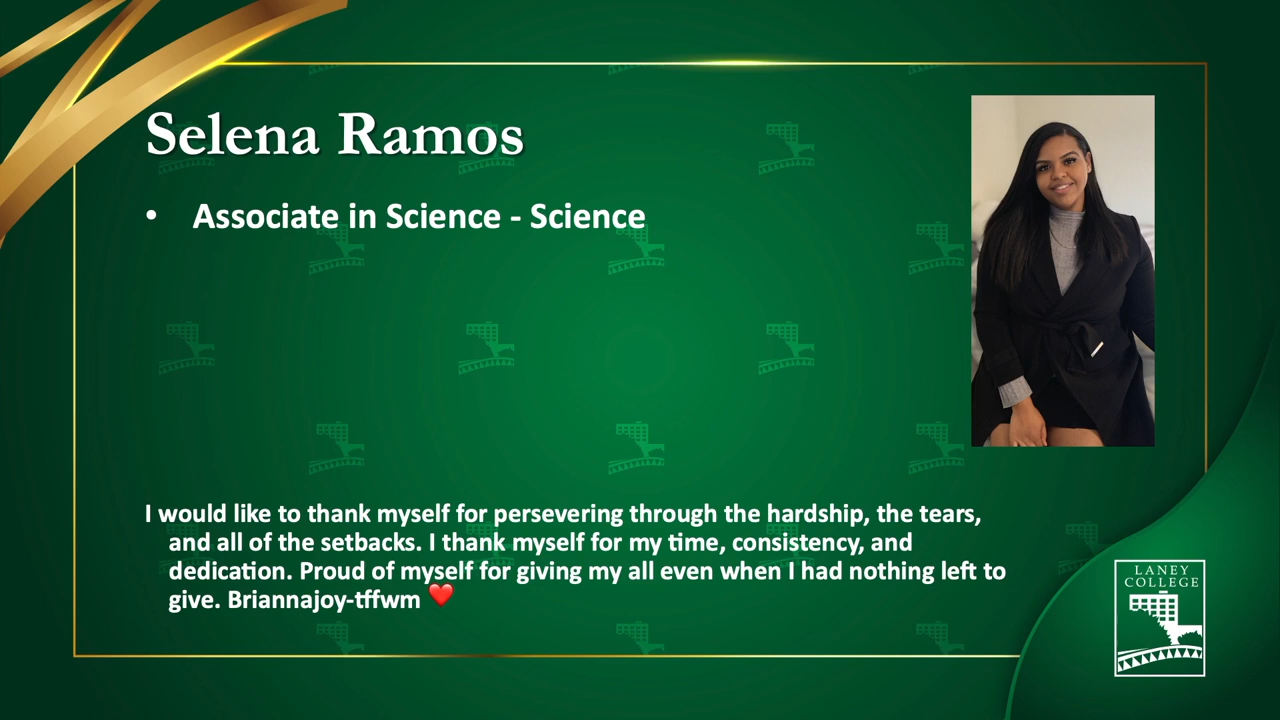 Selena Ramos
• Associate in Science - Science
I would like to thank myself for persevering through the hardship, the tears,
and all of the setbacks. I thank myself for my time, consistency, and
dedication. Proud of myself for giving my all even when I had nothing left to
give. Briannajoy-tffwm ❤️
LANEY
COLLEGE